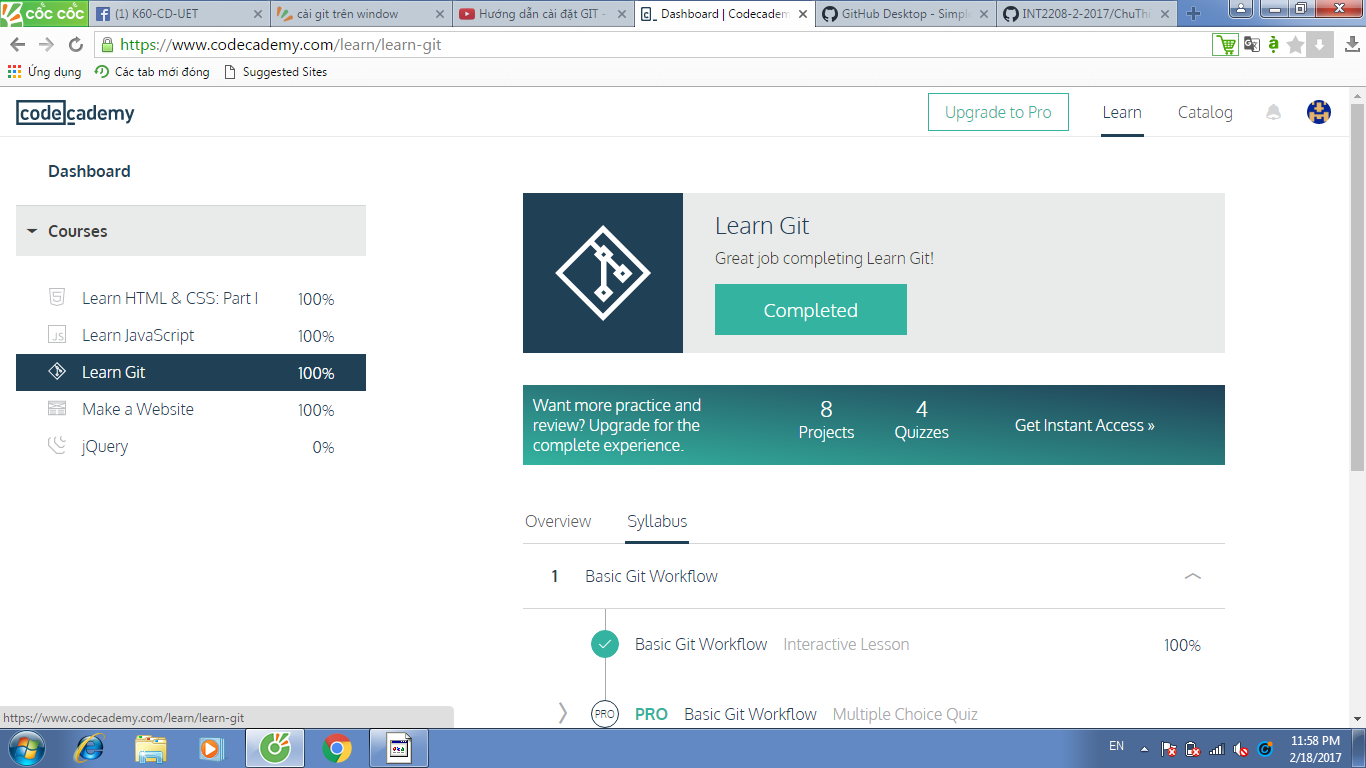 cốc cốc
(1) K60-CD-UET
cài git trên window
Hướng dẫn cài đặt GIT -
Dashboard | Codecadem
GitHub Desktop - Simpl
INT2208-2-2017/ChuTh
https://www.codecademy.com/learn/learn-git
Ứng dụng
Các tab mới đóng
Suggested Sites
codecademy
Upgrade to Pro
Learn
Catalog
Dashboard
Courses
Learn HTML & CSS: Part I 100%
Learn JavaScript 100%
Learn Git 100%
Make a Website 100%
jQuery 0%
Learn Git
Great job completing Learn Git!
Completed
Want more practice and
review? Upgrade for the
complete experience.
8
Projects
4
Quizzes
Get Instant Access »
Overview
Syllabus
1 Basic Git Workflow
Basic Git Workflow Interactive Lesson 100%
PRO PRO Basic Git Workflow Multiple Choice Quiz
https://www.codecademy.com/learn/learn-git
EN
11:58 PM
2/18/2017